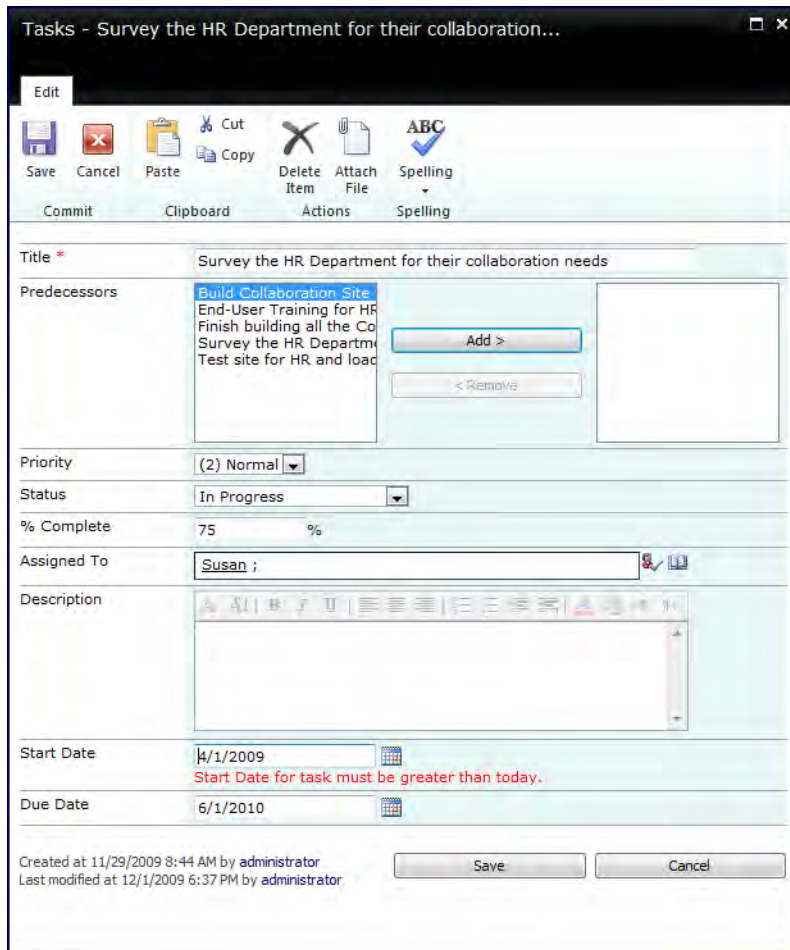 Tasks - Survey the HR Department for their collaboration...
Edit
Save
Cancel
Paste
Cut
Copy
Delete Item
Attach File
ABC
Spelling
Commit
Clipboard
Actions
Spelling
Title *
Survey the HR Department for their collaboration needs
Predecessors
Build Collaboration Site
End-User Training for HR
Finish building all the Co
Survey the HR Departme
Test site for HR and load
Add >
< Remove
Priority
(2) Normal
Status
In Progress
% Complete
75 %
Assigned To
Susan ;
Description
A A1 B I U
Start Date
4/1/2009
Start Date for task must be greater than today.
Due Date
6/1/2010
Created at 11/29/2009 8:44 AM by administrator
Last modified at 12/1/2009 6:37 PM by administrator
Save
Cancel